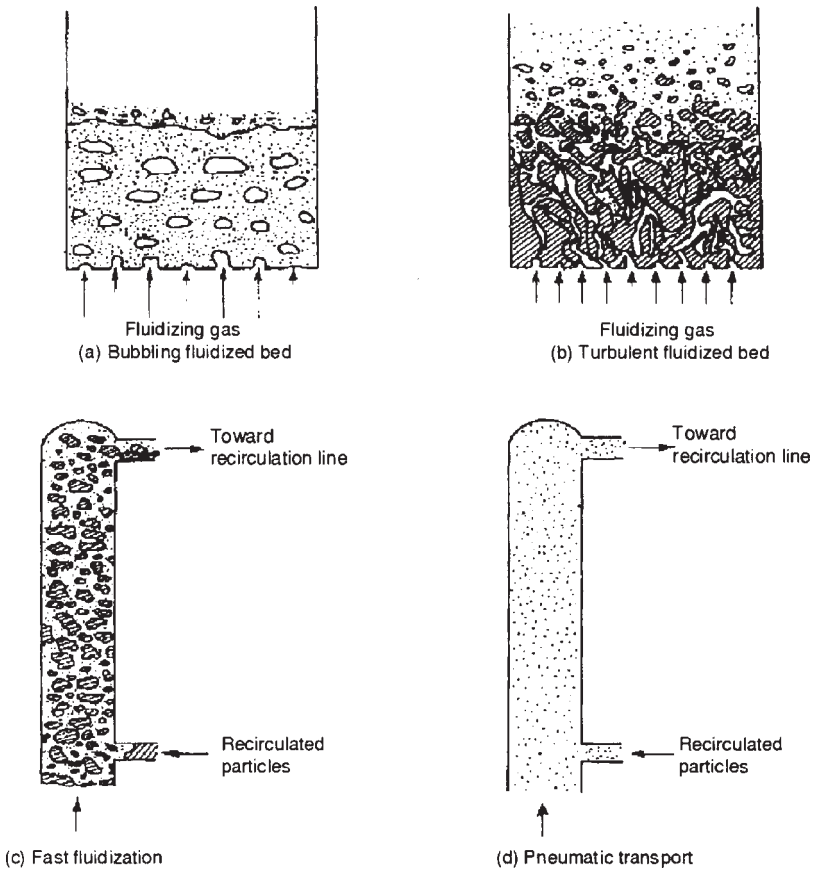 Fluidizing gas
(a) Bubbling fluidized bed
Fluidizing gas
(b) Turbulent fluidized bed
Toward
recirculation line
Recirculated
particles
(c) Fast fluidization
Toward
recirculation line
Recirculated
particles
(d) Pneumatic transport